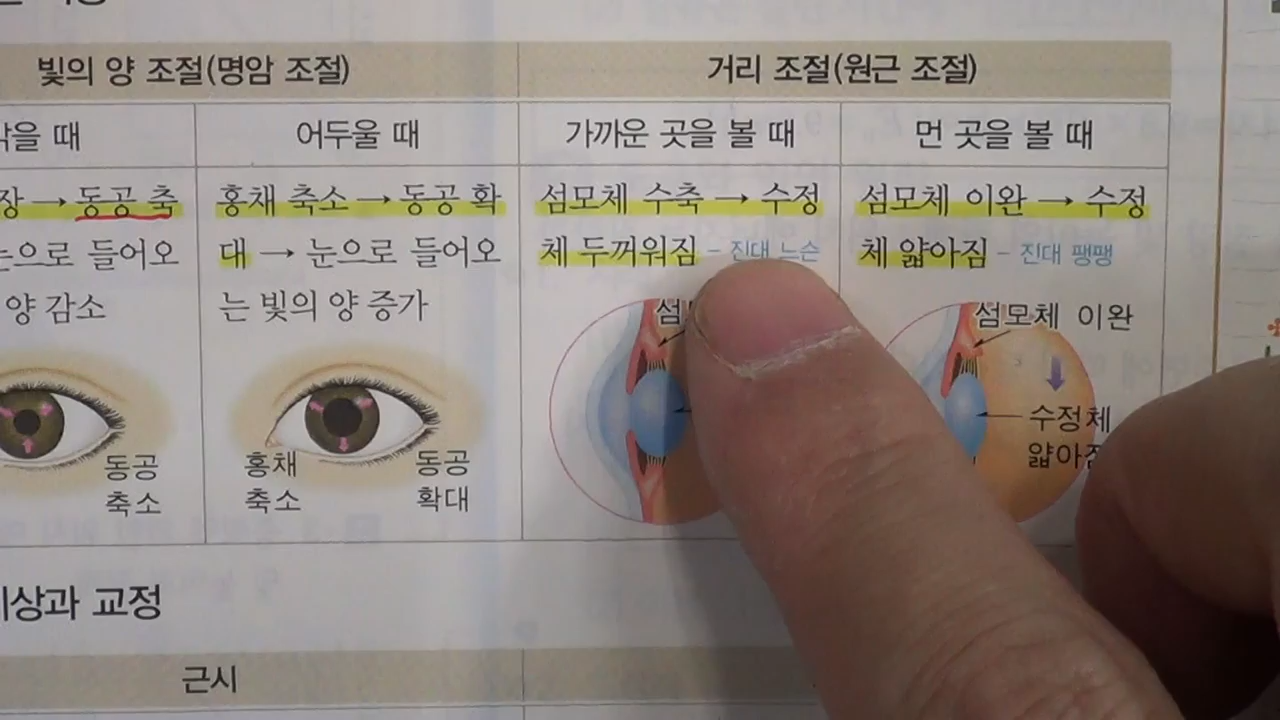 빛의 양 조절(명암 조절)
거리 조절(원근 조절)
을 때
어두울 때
가까운 곳을 볼 때
먼 곳을 볼 때
장 → 동공 축
으로 들어오
양 감소
홍채 축소 → 동공 확
대 → 눈으로 들어오
는 빛의 양 증가
섬모체 수축 → 수정
체 두꺼워짐 - 진대 느슨
섬모체 이완 → 수정
체 얇아짐 - 진대 팽팽
동공
축소
홍채
축소
동공
확대
섬
섬모체 이완
수정체
얇아짐
이상과 교정
근시